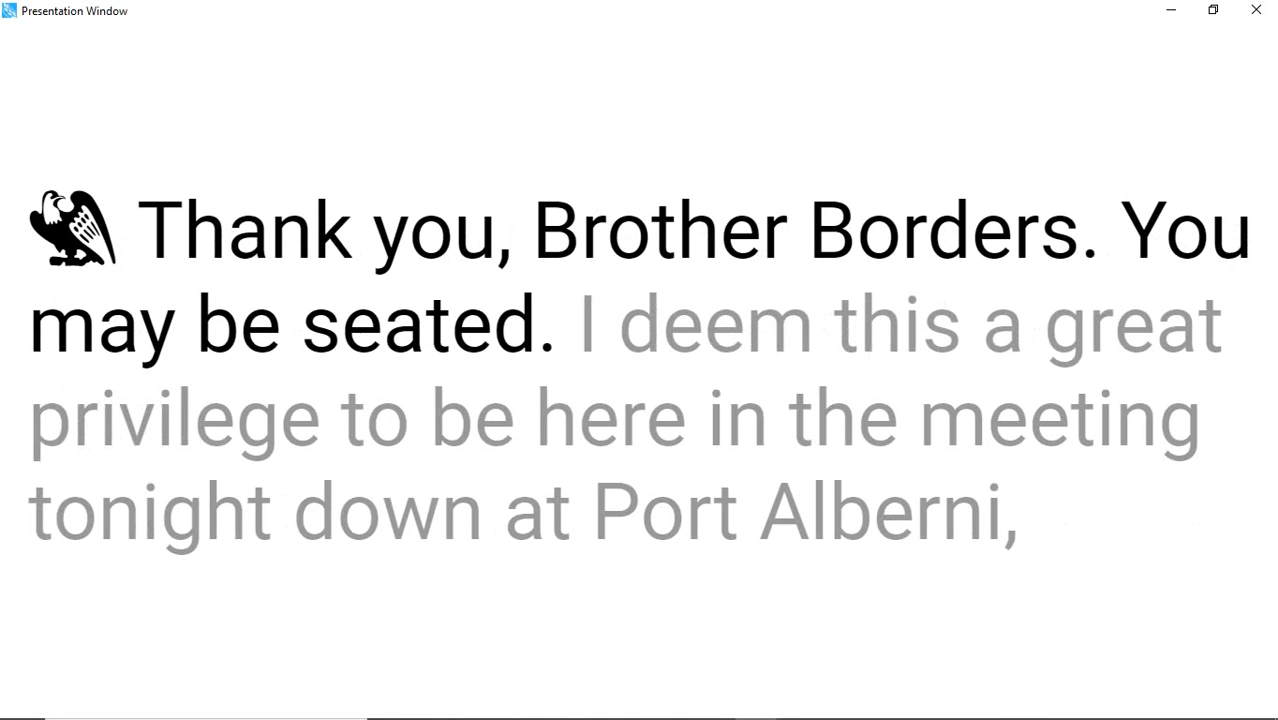 Presentation Window
Thank you, Brother Borders. You
may be seated. I deem this a great
privilege to be here in the meeting
tonight down at Port Alberni,